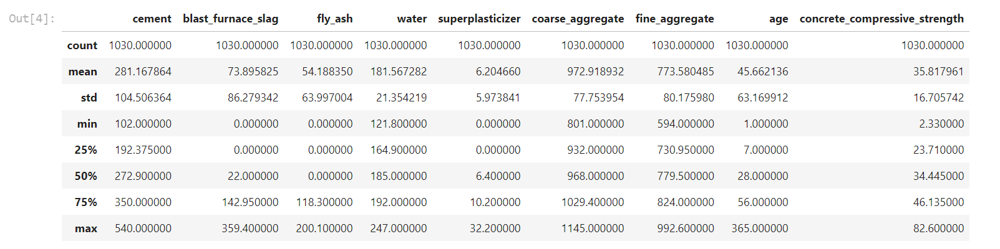 Out[4]:
cement blast_furnace_slag fly_ash water superplasticizer coarse_aggregate fine_aggregate age concrete_compressive_strength
count 1030.000000 1030.000000 1030.000000 1030.000000 1030.000000 1030.000000 1030.000000 1030.000000 1030.000000
mean 281.167864 73.895825 54.188350 181.567282 6.204660 972.918932 773.580485 45.662136 35.817961
std 104.506364 86.279342 63.997004 21.354219 5.973841 77.753954 80.175980 63.169912 16.705742
min 102.000000 0.000000 0.000000 121.800000 0.000000 801.000000 594.000000 1.000000 2.330000
25% 192.375000 0.000000 0.000000 164.900000 0.000000 932.000000 730.950000 7.000000 23.710000
50% 272.900000 22.000000 0.000000 185.000000 6.400000 968.000000 779.500000 28.000000 34.445000
75% 350.000000 142.950000 118.300000 192.000000 10.200000 1029.400000 824.000000 56.000000 46.135000
max 540.000000 359.400000 200.100000 247.000000 32.200000 1145.000000 992.600000 365.000000 82.600000